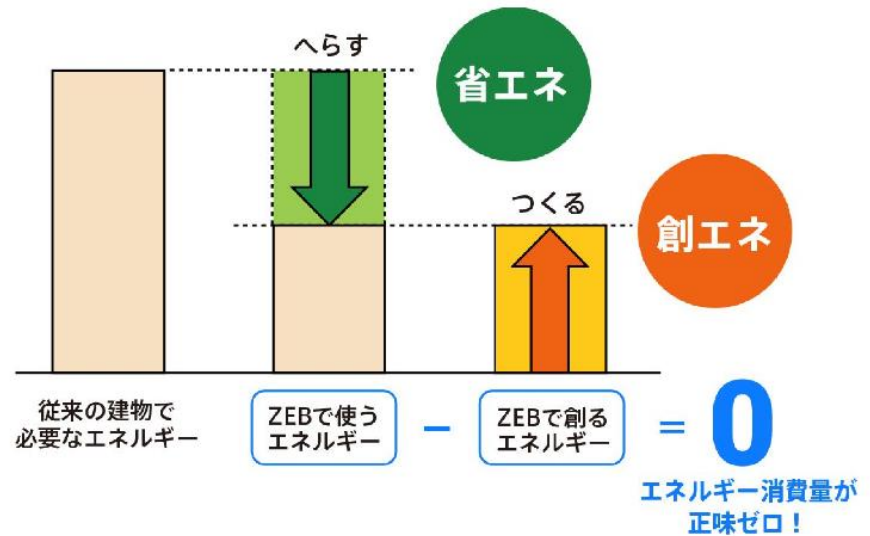 へらす
省エネ
つくる
創エネ
従来の建物で
必要なエネルギー
ZEBで使う
エネルギー
−
ZEBで創る
エネルギー
=
0
エネルギー消費量が
正味ゼロ！